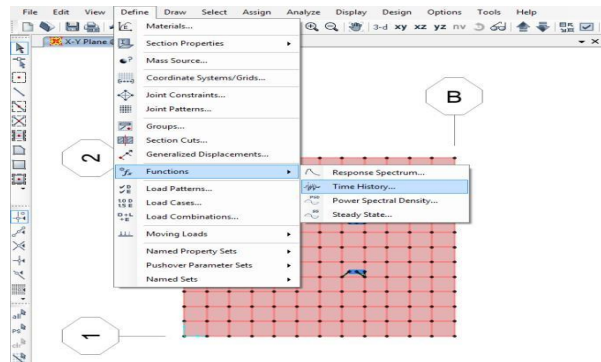 File Edit View Define Draw Select Assign Analyze Display Design Options Tools Help
3-d xy xz yz nv
X-Y Plane
Materials...
Section Properties
Mass Source...
Coordinate Systems/Grids...
Joint Constraints...
Joint Patterns...
Groups...
Section Cuts...
Generalized Displacements...
Functions
Response Spectrum...
Time History...
Power Spectral Density...
Steady State...
Load Patterns...
Load Cases...
Load Combinations...
Moving Loads
Named Property Sets
Pushover Parameter Sets
Named Sets
B
2
1
all
PS
clr